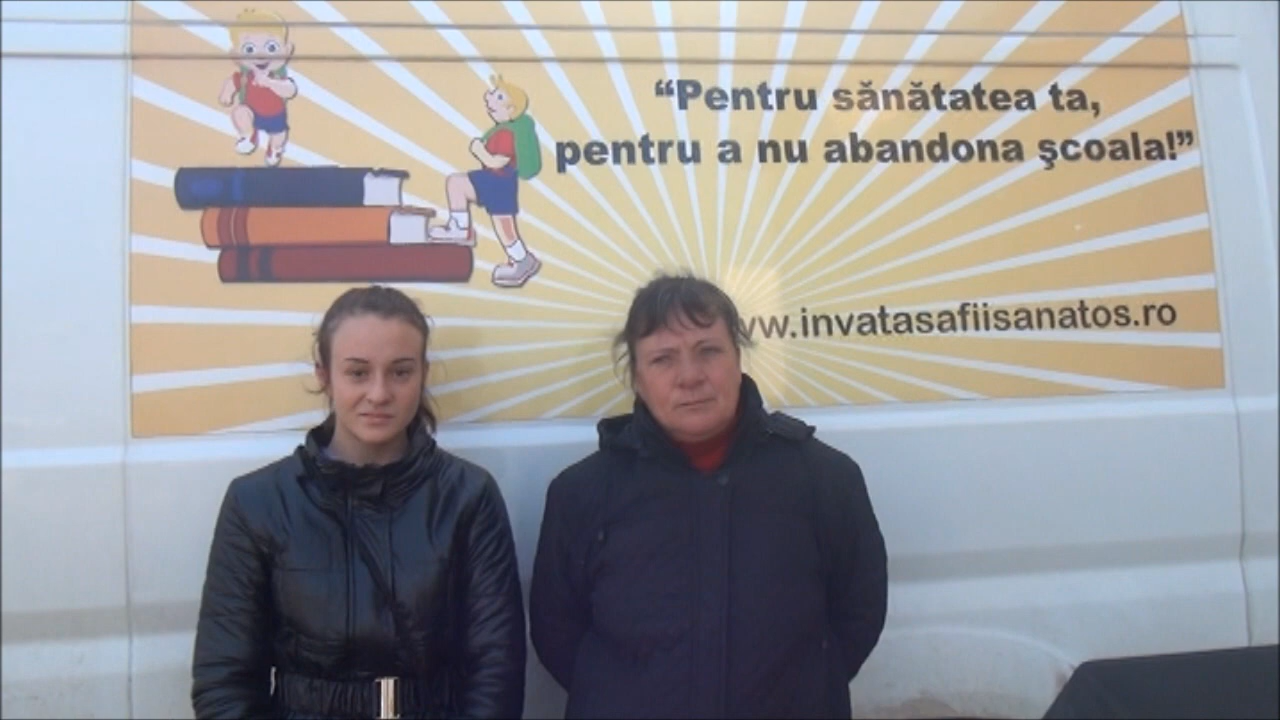 “Pentru sănătatea ta,
pentru a nu abandona şcoala!”
www.invatasafiisanatos.ro